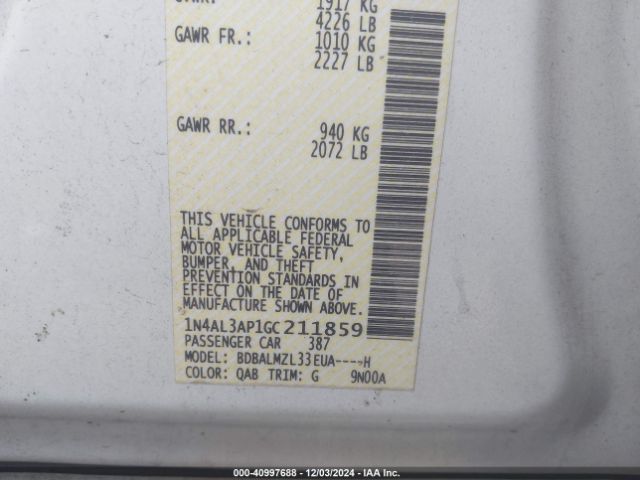 1917 KG
4226 LB
GAWR FR.: 1010 KG
2227 LB
GAWR RR.: 940 KG
2072 LB
THIS VEHICLE CONFORMS TO
ALL APPLICABLE FEDERAL
MOTOR VEHICLE SAFETY,
BUMPER, AND THEFT
PREVENTION STANDARDS IN
EFFECT ON THE DATE OF
MANUFACTURE SHOWN ABOVE.
1N4AL3AP1GC211859
PASSENGER CAR 387
MODEL: BDBALMZL33EUA----H
COLOR: QAB TRIM: G 9N00A
STOCK #: 40997688 - 12/03/2024 - IAA Inc.